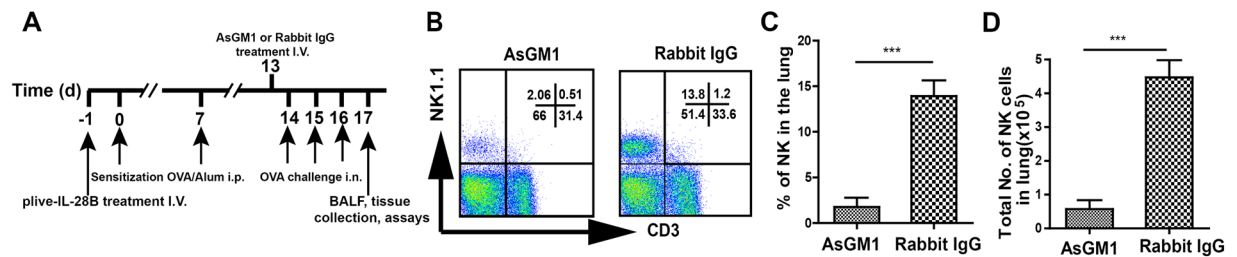 A
AsGM1 or Rabbit IgG
treatment I.V.
13
Time (d)
-1 0 7 14 15 16 17
Sensitization OVA/Alum i.p.
OVA challenge i.n.
plive-IL-28B treatment I.V.
BALF, tissue
collection, assays
B
AsGM1
Rabbit IgG
NK1.1
2.06 0.51
66 31.4
13.8 1.2
51.4 33.6
CD3
C
% of NK in the lung
20
15
10
5
0
***
AsGM1 Rabbit IgG
D
Total No. of NK cells
in lung(x10 5)
5
4
3
2
1
0
***
AsGM1 Rabbit IgG